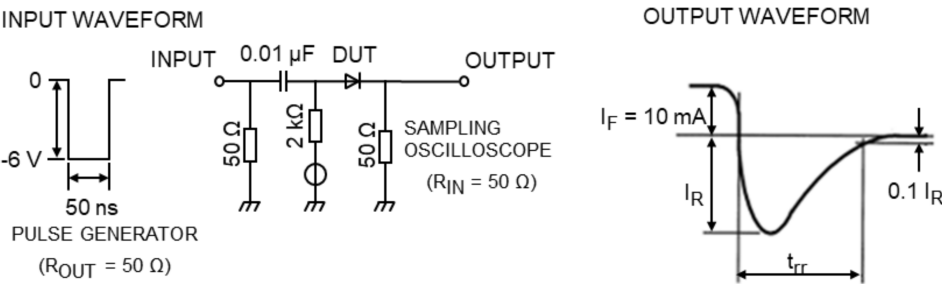 INPUT WAVEFORM
0
-6 V
50 ns
PULSE GENERATOR
(ROUT = 50 Ω)
INPUT
0.01 µF
DUT
OUTPUT
50 Ω
2 kΩ
50 Ω
SAMPLING
OSCILLOSCOPE
(RIN = 50 Ω)
OUTPUT WAVEFORM
IF = 10 mA
IR
0.1 IR
trr